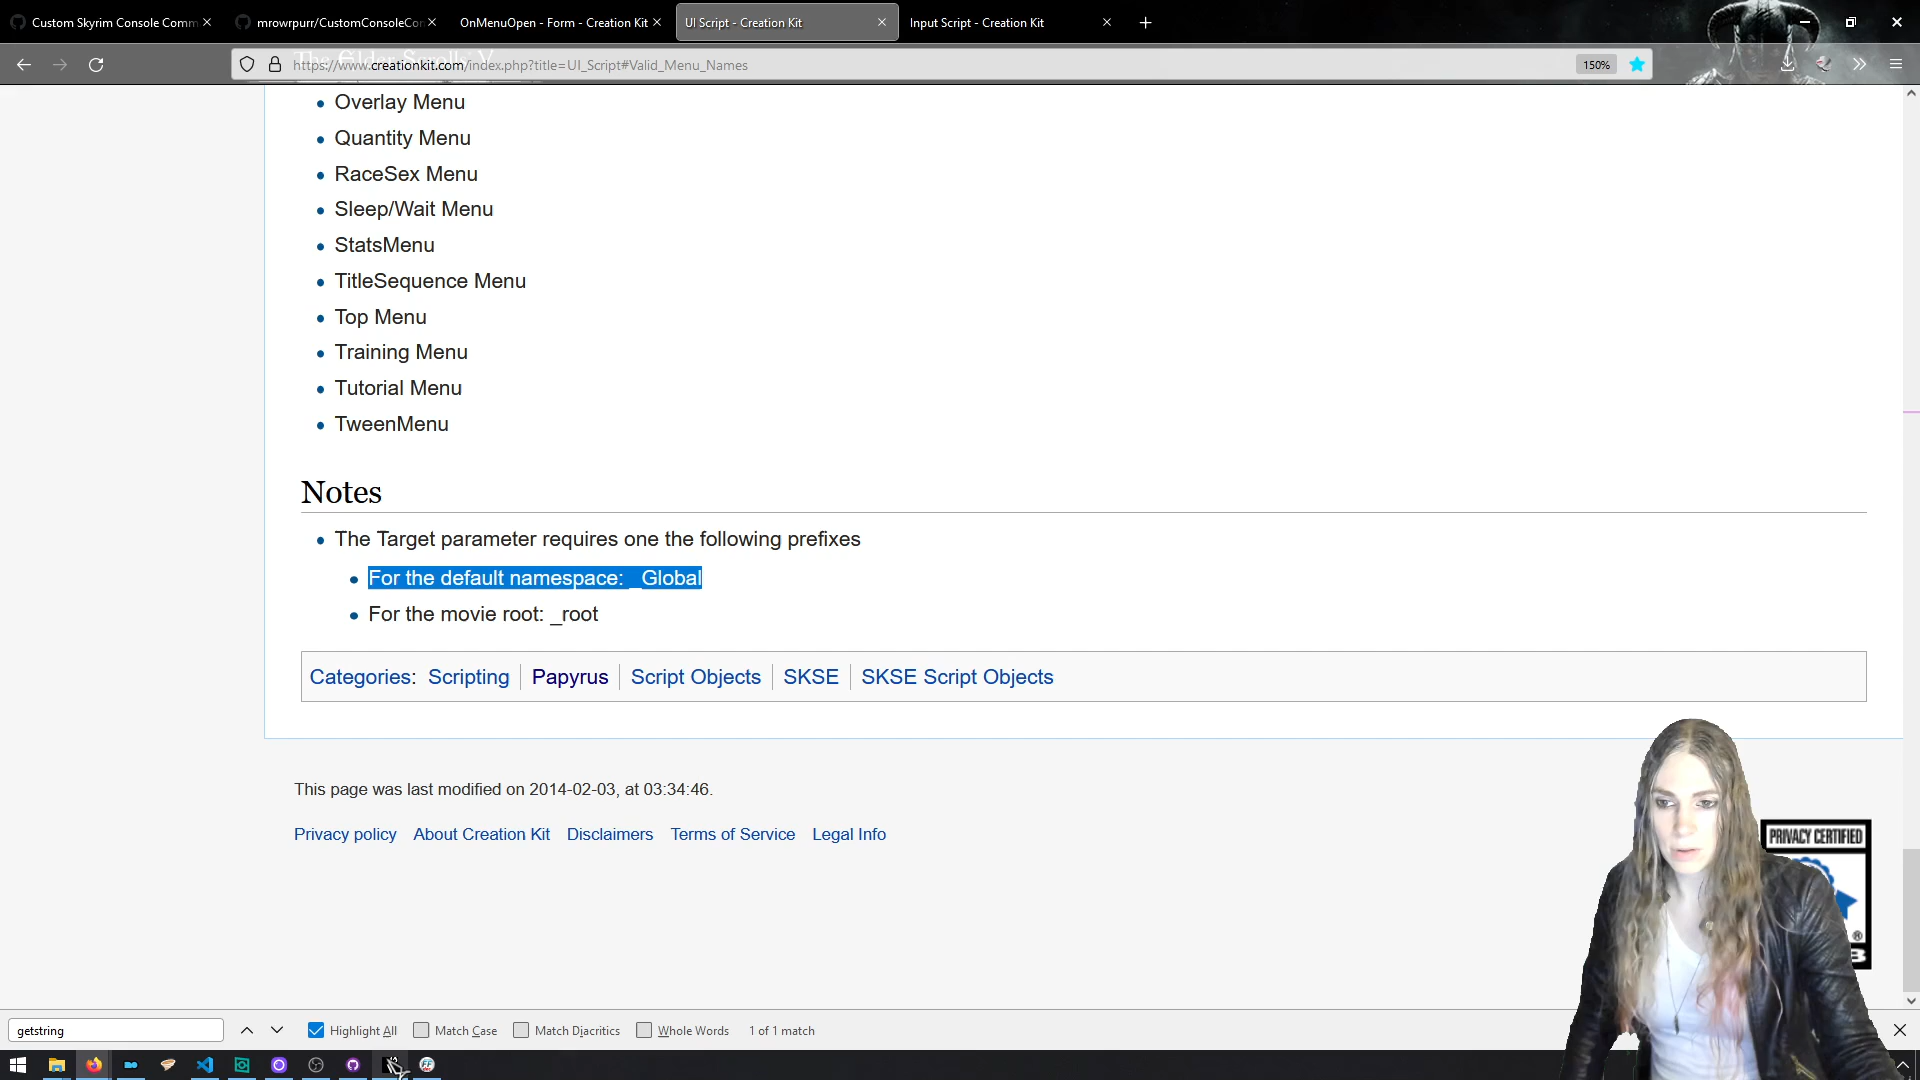 Custom Skyrim Console Comm
mrowrpurr/CustomConsoleCor
OnMenuOpen - Form - Creation Kit
UI Script - Creation Kit
Input Script - Creation Kit
https://www.creationkit.com/index.php?title=UI_Script#Valid_Menu_Names
150%
Overlay Menu
Quantity Menu
RaceSex Menu
Sleep/Wait Menu
StatsMenu
TitleSequence Menu
Top Menu
Training Menu
Tutorial Menu
TweenMenu
Notes
The Target parameter requires one the following prefixes
For the default namespace: _Global
For the movie root: _root
Categories: Scripting Papyrus Script Objects SKSE SKSE Script Objects
This page was last modified on 2014-02-03, at 03:34:46.
Privacy policy About Creation Kit Disclaimers Terms of Service Legal Info
PRIVACY CERTIFIED
getstring
Highlight All
Match Case
Match Diacritics
Whole Words
1 of 1 match